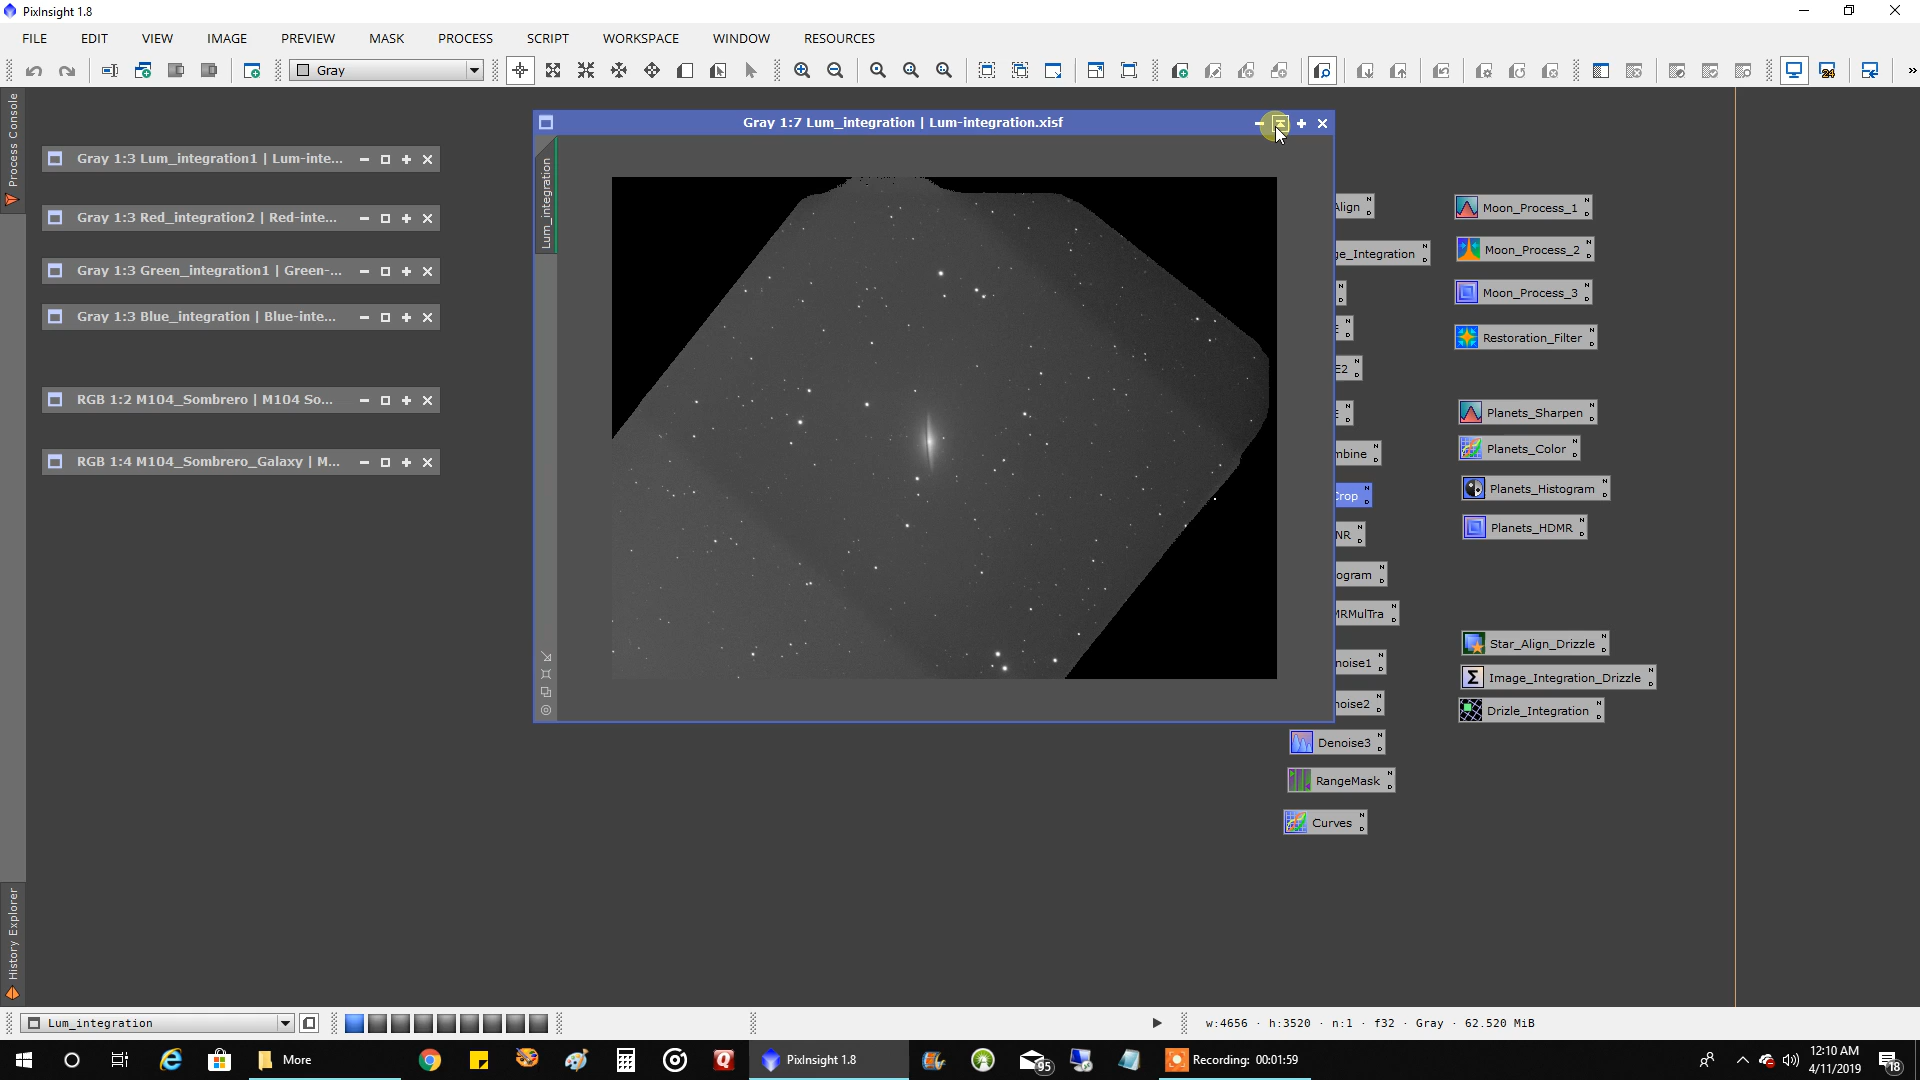 PixInsight 1.8
FILE EDIT VIEW IMAGE PREVIEW MASK PROCESS SCRIPT WORKSPACE WINDOW RESOURCES
Gray
24
»
Process Console
Gray 1:3 Lum_integration1 | Lum-inte...
Gray 1:3 Red_integration2 | Red-inte...
Gray 1:3 Green_integration1 | Green-...
Gray 1:3 Blue_integration | Blue-inte...
RGB 1:2 M104_Sombrero | M104 So...
RGB 1:4 M104_Sombrero_Galaxy | M...
Gray 1:7 Lum_integration | Lum-integration.xisf
Lum_integration
Align
ge_Integration
E
E2
E
mbine
Crop
NR
ogram
MRMulTra
noise1
noise2
Denoise3
RangeMask
Curves
Moon_Process_1
Moon_Process_2
Moon_Process_3
Restoration_Filter
Planets_Sharpen
Planets_Color
Planets_Histogram
Planets_HDMR
Star_Align_Drizzle
Image_Integration_Drizzle
Drizle_Integration
History Explorer
Lum_integration
w:4656 · h:3520 · n:1 · f32 · Gray · 62.520 MiB
More
PixInsight 1.8
95
Recording: 00:01:59
12:10 AM
4/11/2019
18